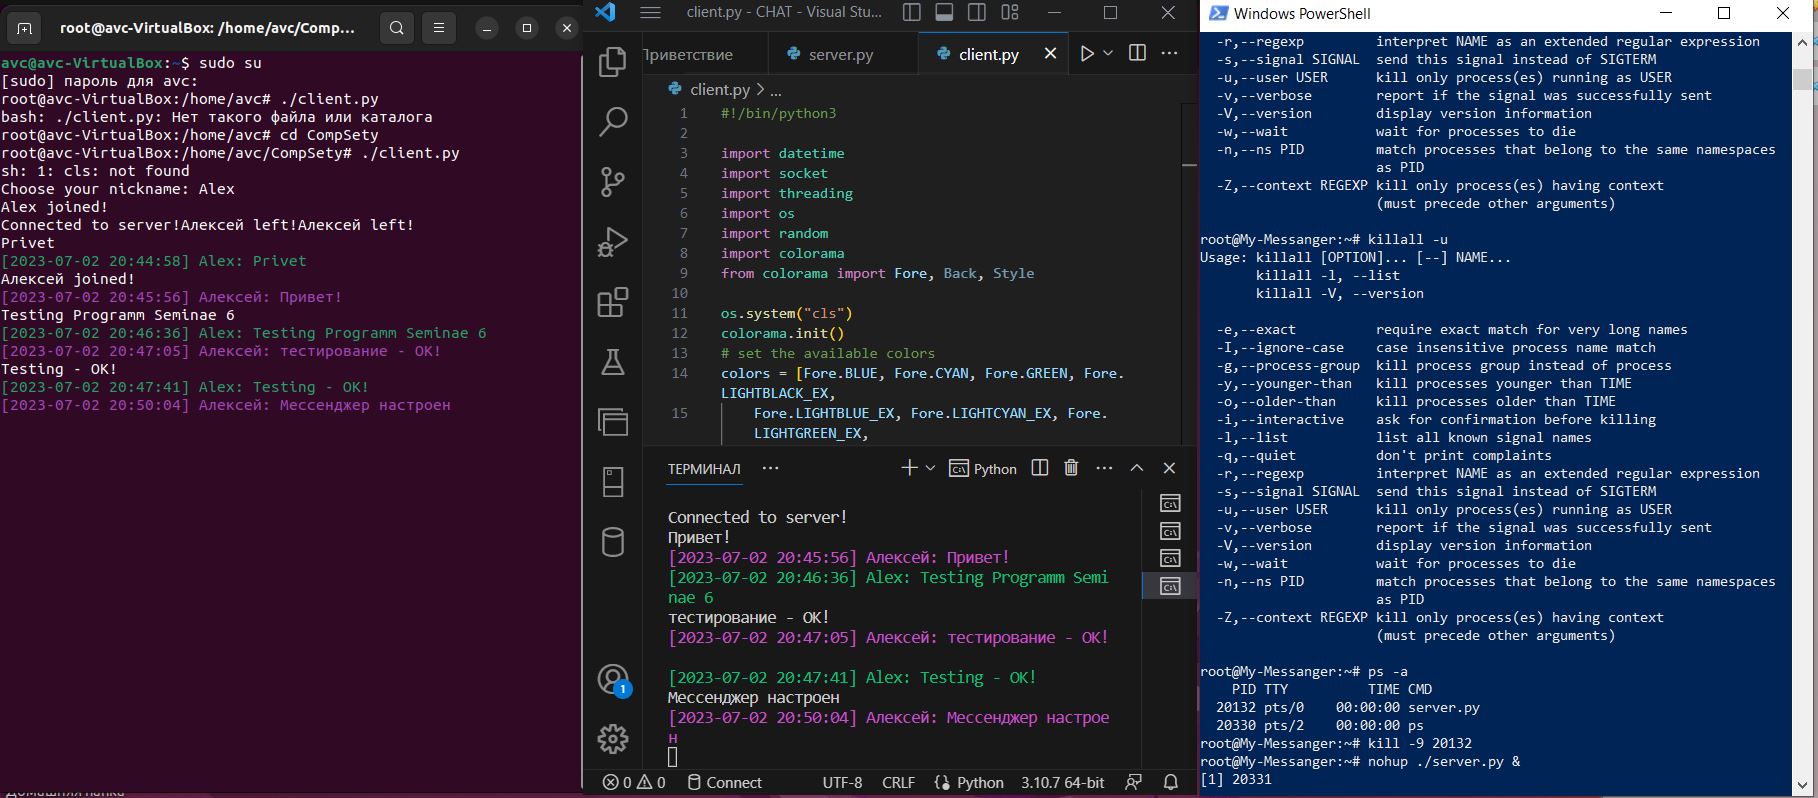 root@avc-VirtualBox: /home/avc/Comp...
avc@avc-VirtualBox:~$ sudo su
[sudo] пароль для avc:
root@avc-VirtualBox:/home/avc# ./client.py
bash: ./client.py: Нет такого файла или каталога
root@avc-VirtualBox:/home/avc# cd CompSety
root@avc-VirtualBox:/home/avc/CompSety# ./client.py
sh: 1: cls: not found
Choose your nickname: Alex
Alex joined!
Connected to server!Алексей left!Алексей left!
Privet
[2023-07-02 20:44:58] Alex: Privet
Алексей joined!
[2023-07-02 20:45:56] Алексей: Привет!
Testing Programm Seminae 6
[2023-07-02 20:46:36] Alex: Testing Programm Seminae 6
[2023-07-02 20:47:05] Алексей: тестирование - ОК!
Testing - OK!
[2023-07-02 20:47:41] Alex: Testing - OK!
[2023-07-02 20:50:04] Алексей: Мессенджер настроен
Домашняя папка
client.py - CHAT - Visual Stu...
Приветствие
server.py
client.py
client.py > ...
1 #!/bin/python3
2
3 import datetime
4 import socket
5 import threading
6 import os
7 import random
8 import colorama
9 from colorama import Fore, Back, Style
10
11 os.system("cls")
12 colorama.init()
13 # set the available colors
14 colors = [Fore.BLUE, Fore.CYAN, Fore.GREEN, Fore.
LIGHTBLACK_EX,
15 Fore.LIGHTBLUE_EX, Fore.LIGHTCYAN_EX, Fore.
LIGHTGREEN_EX,
ТЕРМИНАЛ
Python
Connected to server!
Привет!
[2023-07-02 20:45:56] Алексей: Привет!
[2023-07-02 20:46:36] Alex: Testing Programm Semi
nae 6
тестирование - ОК!
[2023-07-02 20:47:05] Алексей: тестирование - ОК!
[2023-07-02 20:47:41] Alex: Testing - OK!
Мессенджер настроен
[2023-07-02 20:50:04] Алексей: Мессенджер настрое
н
1
0 0 Connect UTF-8 CRLF {} Python 3.10.7 64-bit
Windows PowerShell
-r,--regexp interpret NAME as an extended regular expression
-s,--signal SIGNAL send this signal instead of SIGTERM
-u,--user USER kill only process(es) running as USER
-v,--verbose report if the signal was successfully sent
-V,--version display version information
-w,--wait wait for processes to die
-n,--ns PID match processes that belong to the same namespaces
as PID
-Z,--context REGEXP kill only process(es) having context
(must precede other arguments)
root@My-Messanger:~# killall -u
Usage: killall [OPTION]... [--] NAME...
killall -l, --list
killall -V, --version
-e,--exact require exact match for very long names
-I,--ignore-case case insensitive process name match
-g,--process-group kill process group instead of process
-y,--younger-than kill processes younger than TIME
-o,--older-than kill processes older than TIME
-i,--interactive ask for confirmation before killing
-l,--list list all known signal names
-q,--quiet don't print complaints
-r,--regexp interpret NAME as an extended regular expression
-s,--signal SIGNAL send this signal instead of SIGTERM
-u,--user USER kill only process(es) running as USER
-v,--verbose report if the signal was successfully sent
-V,--version display version information
-w,--wait wait for processes to die
-n,--ns PID match processes that belong to the same namespaces
as PID
-Z,--context REGEXP kill only process(es) having context
(must precede other arguments)
root@My-Messanger:~# ps -a
PID TTY TIME CMD
20132 pts/0 00:00:00 server.py
20330 pts/2 00:00:00 ps
root@My-Messanger:~# kill -9 20132
root@My-Messanger:~# nohup ./server.py &
[1] 20331